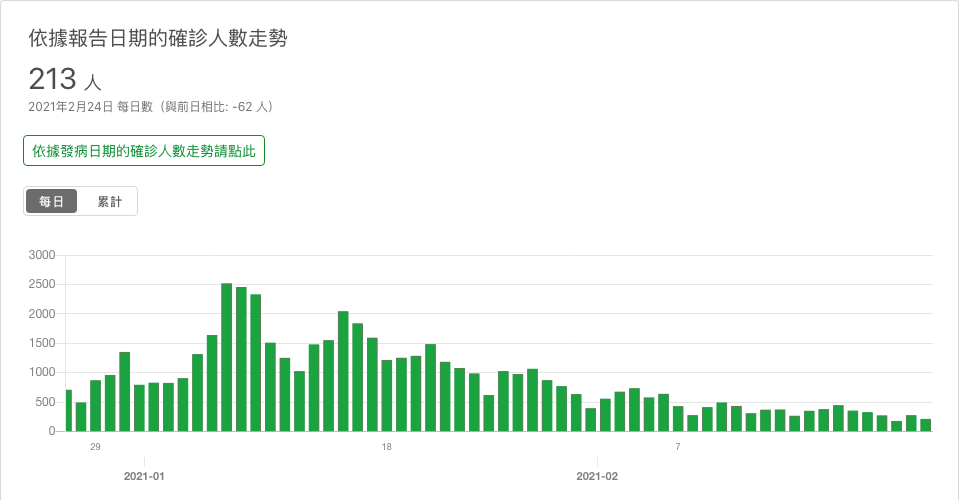 依據報告日期的確診人數走勢
213 人
2021年2月24日 每日數（與前日相比: -62 人）
依據發病日期的確診人數走勢請點此
每日 累計
3000
2500
2000
1500
1000
500
0
29 18 7
2021-01 2021-02